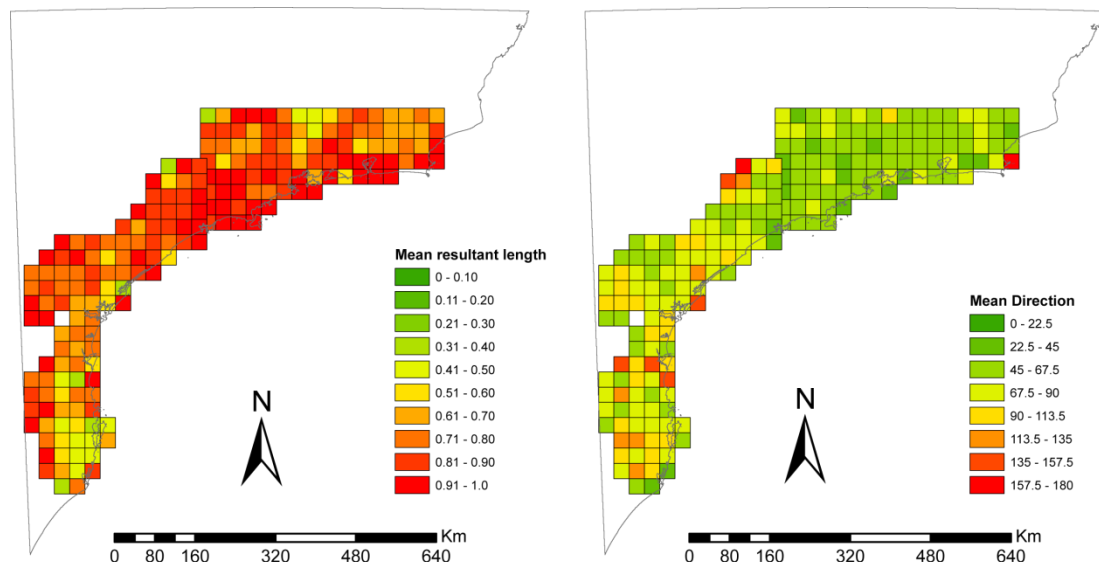 N
Mean resultant length
0 - 0.10
0.11 - 0.20
0.21 - 0.30
0.31 - 0.40
0.41 - 0.50
0.51 - 0.60
0.61 - 0.70
0.71 - 0.80
0.81 - 0.90
0.91 - 1.0
Km
0 80 160 320 480 640
N
Mean Direction
0 - 22.5
22.5 - 45
45 - 67.5
67.5 - 90
90 - 113.5
113.5 - 135
135 - 157.5
157.5 - 180
Km
0 80 160 320 480 640